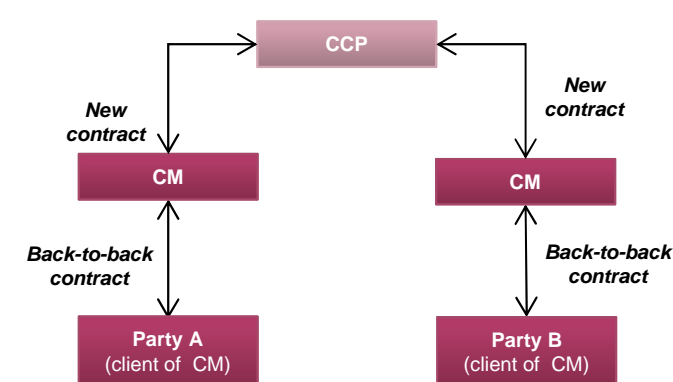 CCP
New
contract
New
contract
CM
CM
Back-to-back
contract
Back-to-back
contract
Party A
(client of CM)
Party B
(client of CM)